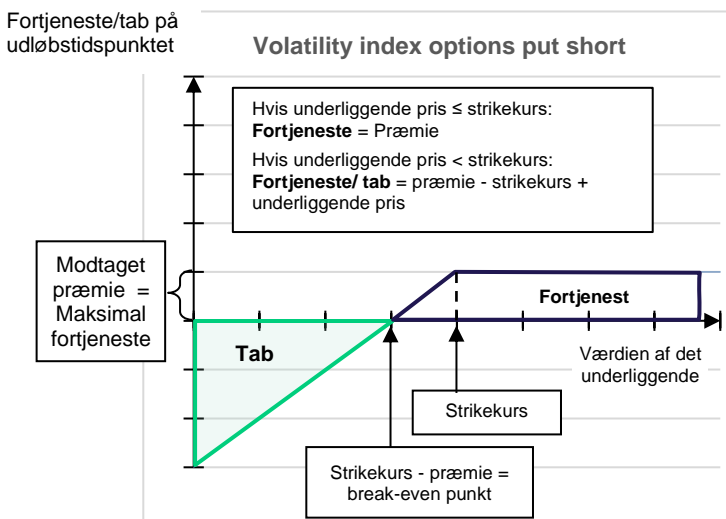 Fortjeneste/tab på
udløbstidspunktet
Volatility index options put short
Hvis underliggende pris ≤ strikekurs:
Fortjeneste = Præmie
Hvis underliggende pris < strikekurs:
Fortjeneste/ tab = præmie - strikekurs +
underliggende pris
Modtaget
præmie =
Maksimal
fortjeneste
Fortjenest
Tab
Værdien af det
underliggende
Strikekurs
Strikekurs - præmie =
break-even punkt